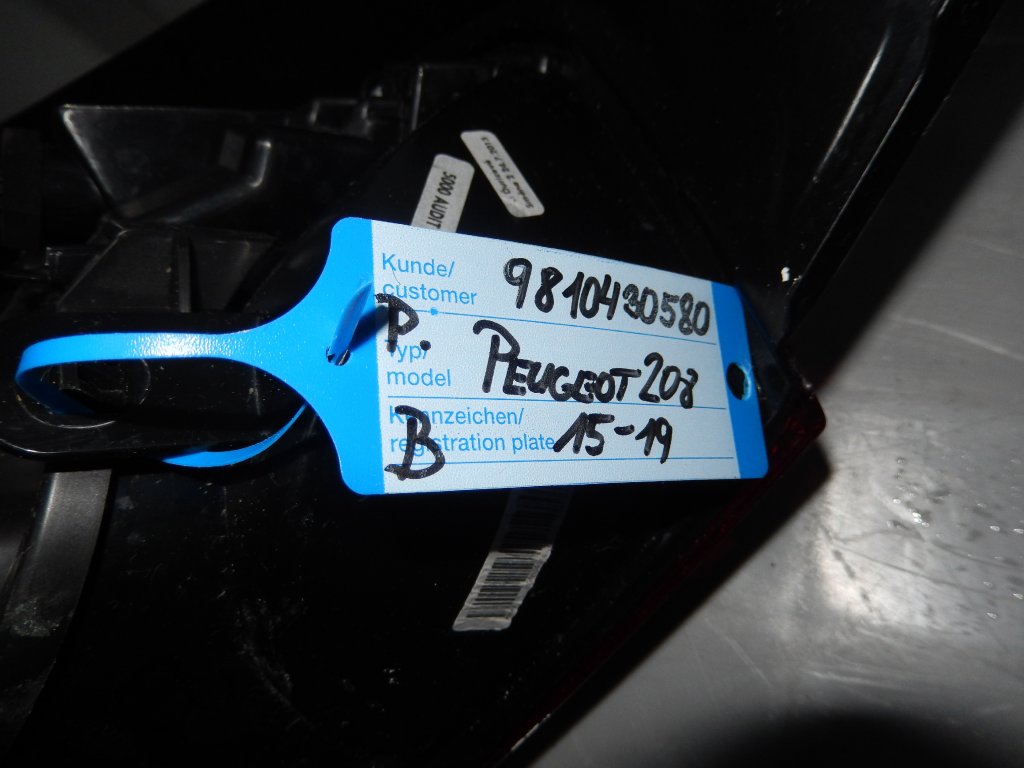 5000 AUDIT
Kunde/
customer
9810430580
P.
Typ/
model
PEUGEOT 208
Kennzeichen/
registration plate
15-19
B